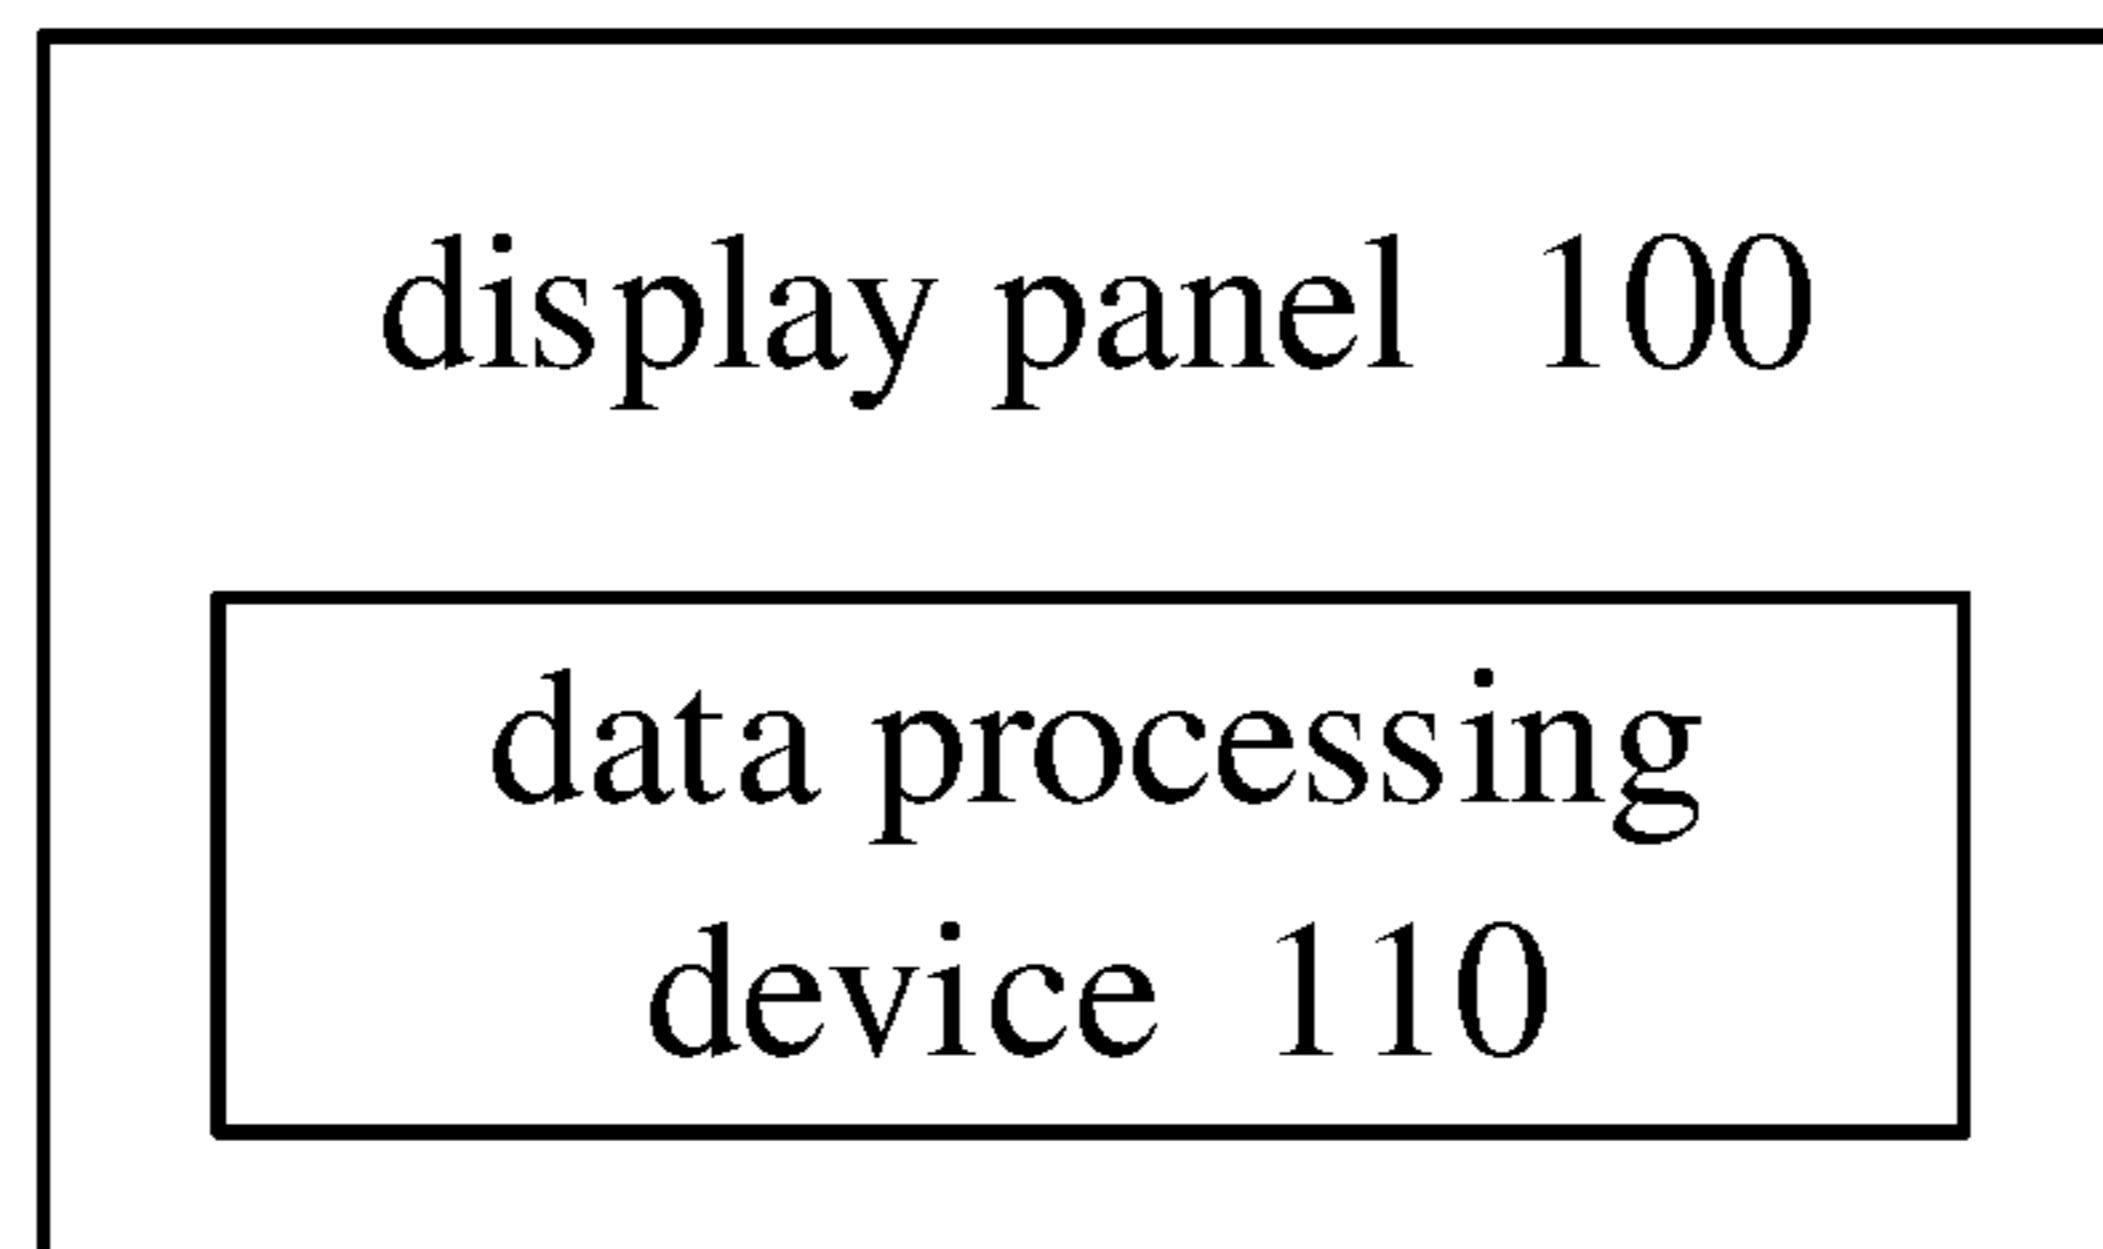 display panel 100
data processing
device 110